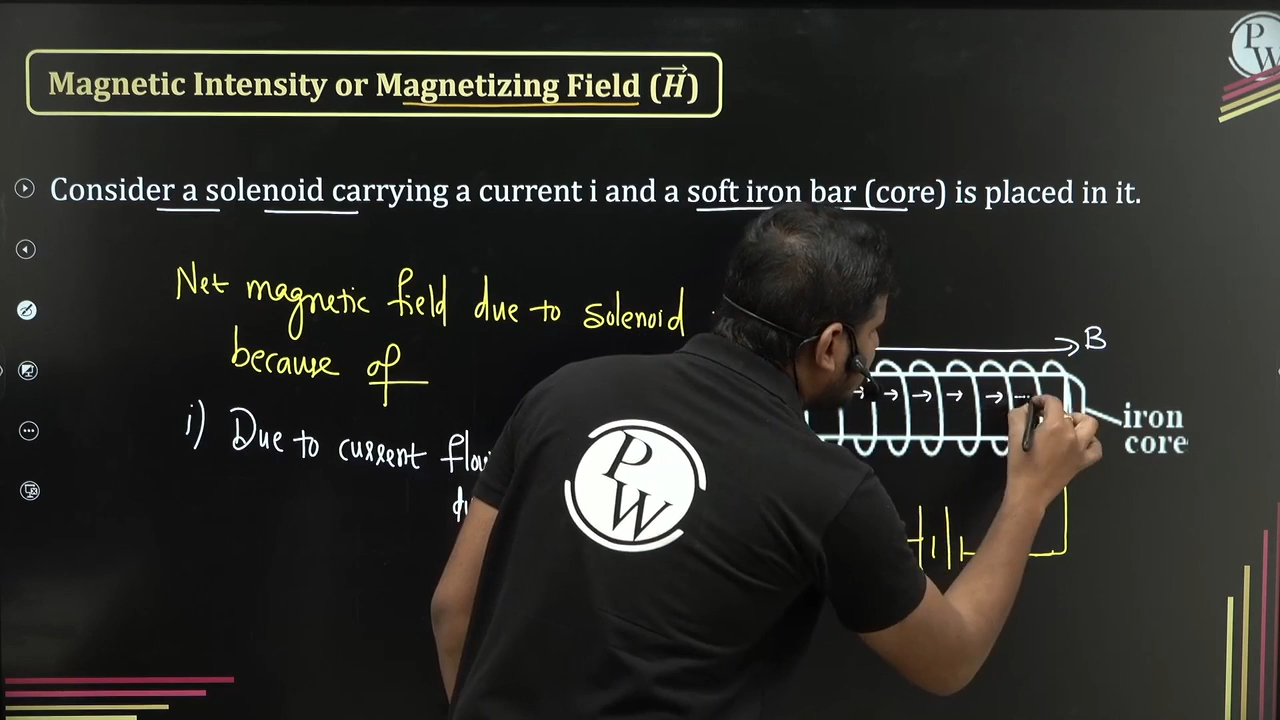 Magnetic Intensity or Magnetizing Field (H⃗)
P
W
Consider a solenoid carrying a current i and a soft iron bar (core) is placed in it.
Net magnetic field due to solenoid
because of
B
i) Due to current
iron
core
P
W